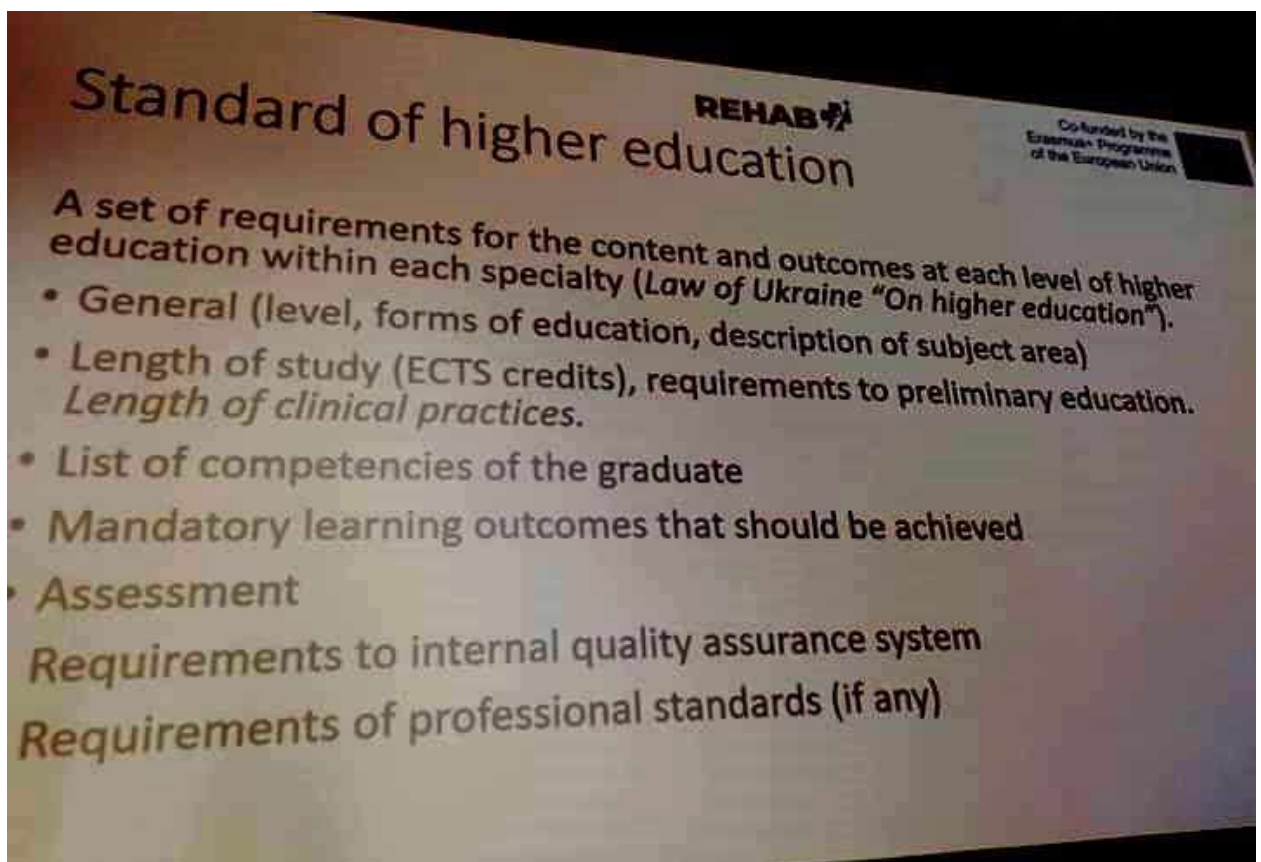 Standard of higher education
REHAB
Co-funded by the
Erasmus+ Programme
of the European Union
A set of requirements for the content and outcomes at each level of higher
education within each specialty (Law of Ukraine “On higher education”).
• General (level, forms of education, description of subject area)
• Length of study (ECTS credits), requirements to preliminary education.
Length of clinical practices.
• List of competencies of the graduate
• Mandatory learning outcomes that should be achieved
• Assessment
Requirements to internal quality assurance system
Requirements of professional standards (if any)